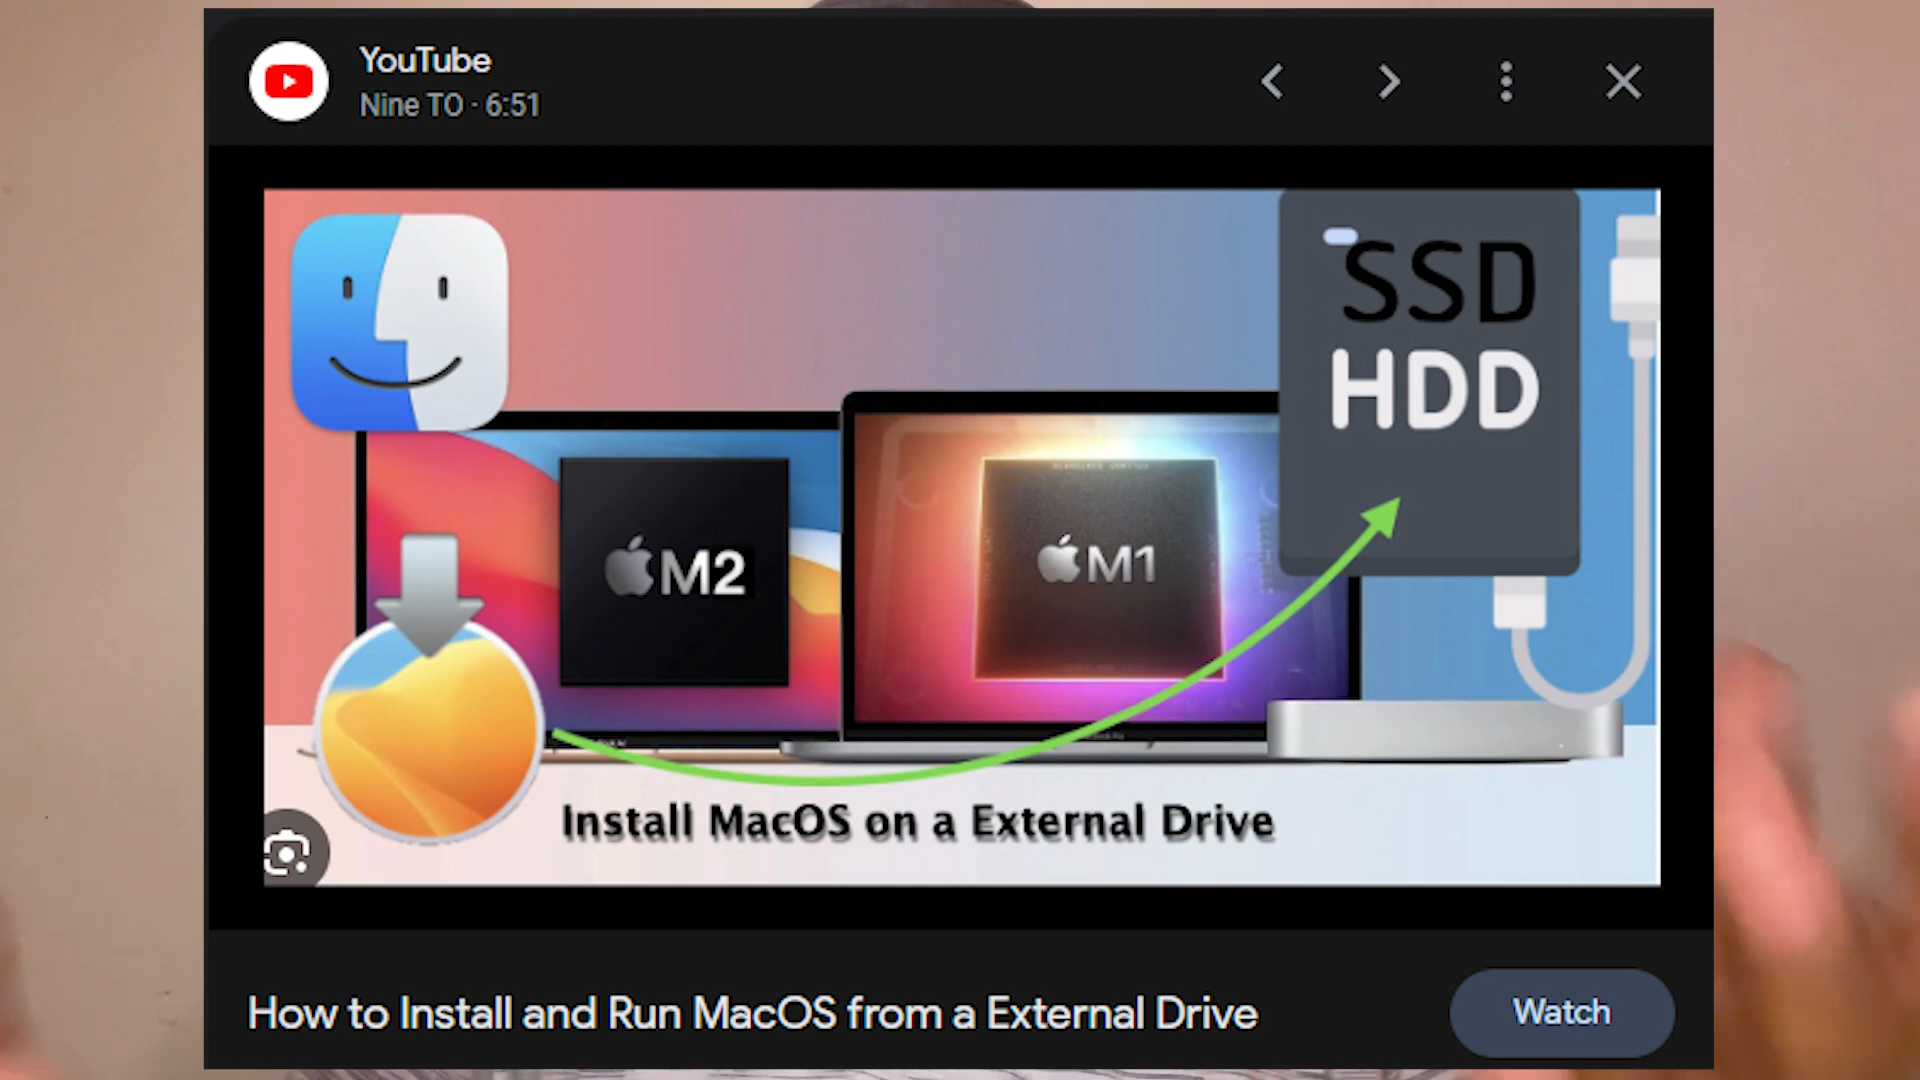 YouTube
Nine TO · 6:51
SSD
HDD
M2
M1
Install MacOS on a External Drive
How to Install and Run MacOS from a External Drive
Watch